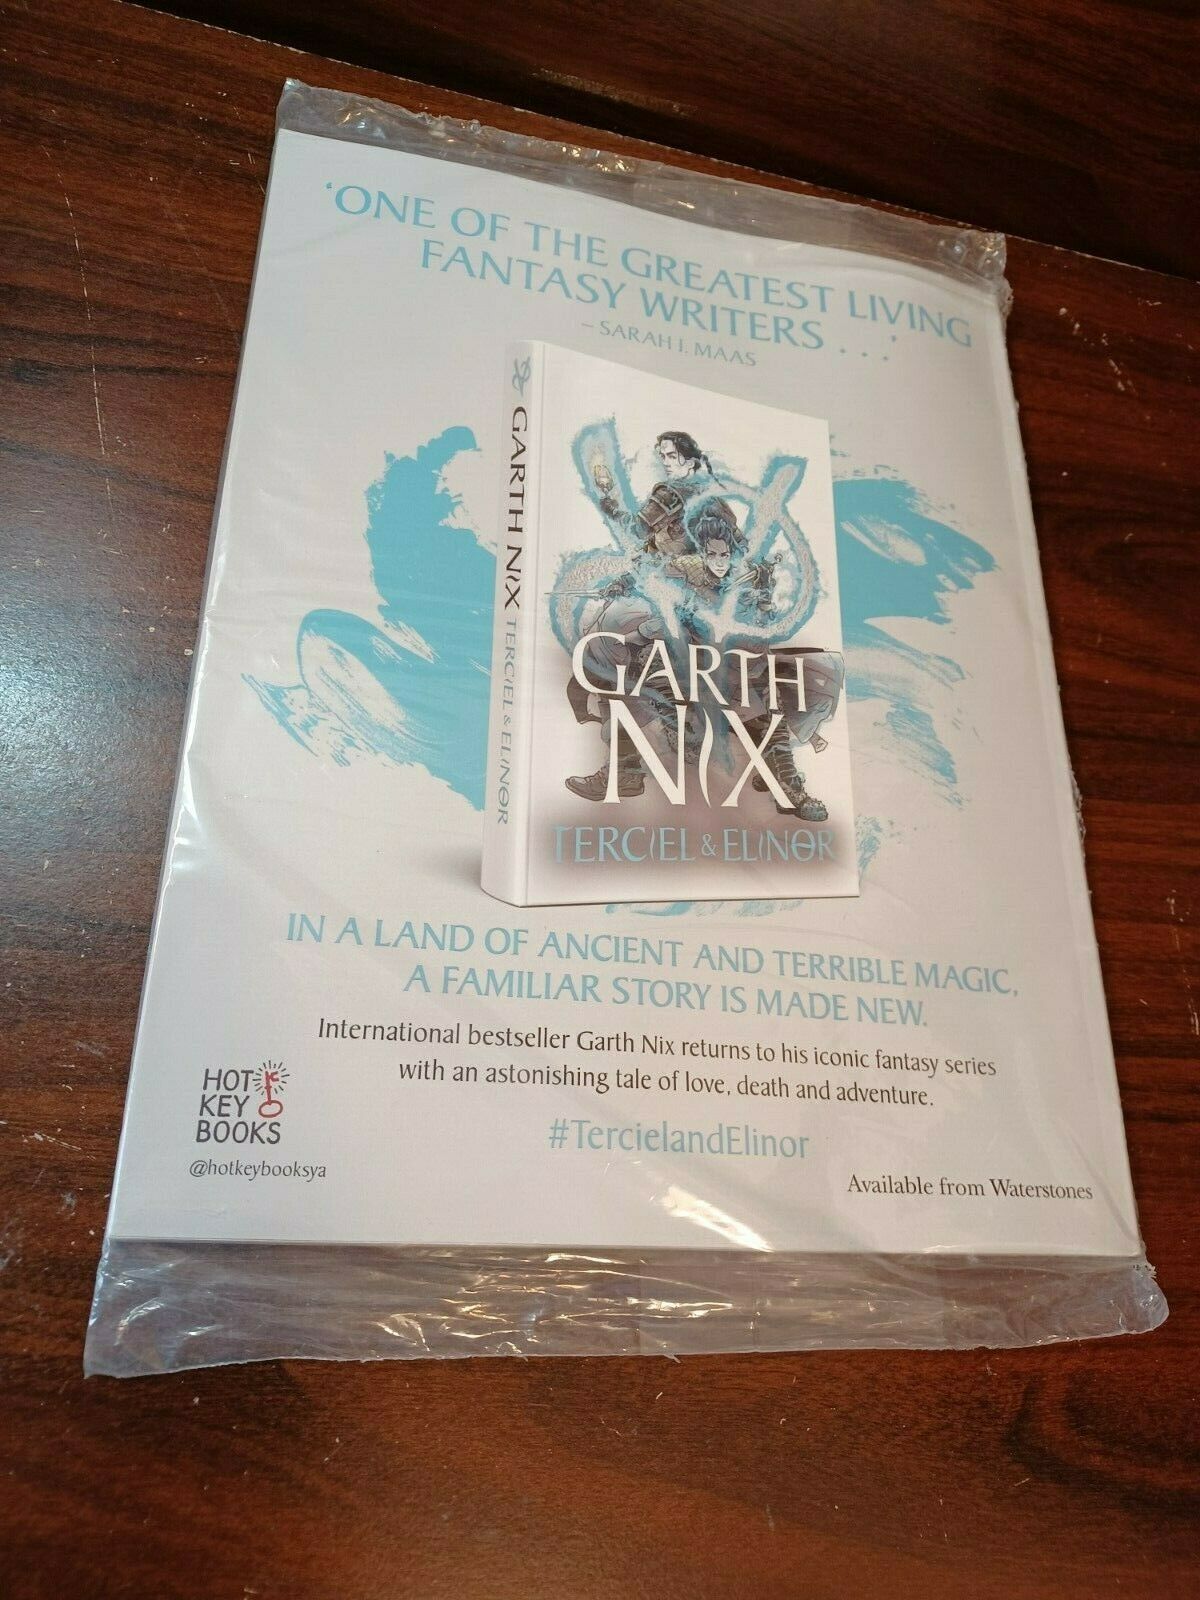 ‘ONE OF THE GREATEST LIVING
FANTASY WRITERS . . .’
– SARAH J. MAAS
GARTH NIX TERCIEL & ELINOR
GARTH
NIX
TERCIEL & ELINOR
IN A LAND OF ANCIENT AND TERRIBLE MAGIC,
A FAMILIAR STORY IS MADE NEW.
International bestseller Garth Nix returns to his iconic fantasy series
with an astonishing tale of love, death and adventure.
#TercielandElinor
HOT
KEY
BOOKS
@hotkeybooksya
Available from Waterstones